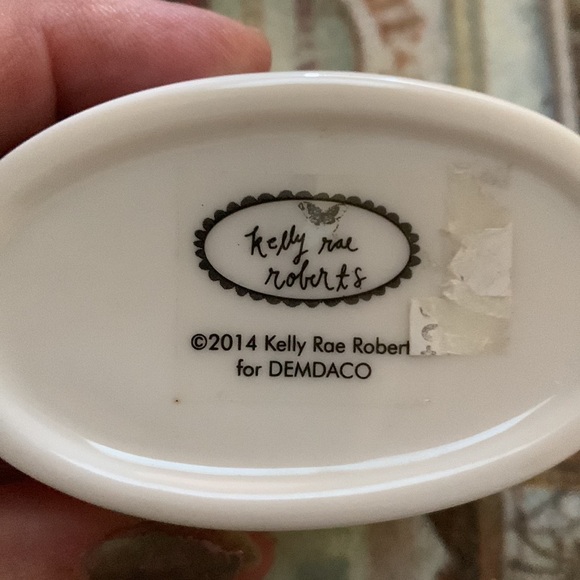 kelly rae
roberts
©2014 Kelly Rae Robert
for DEMDACO